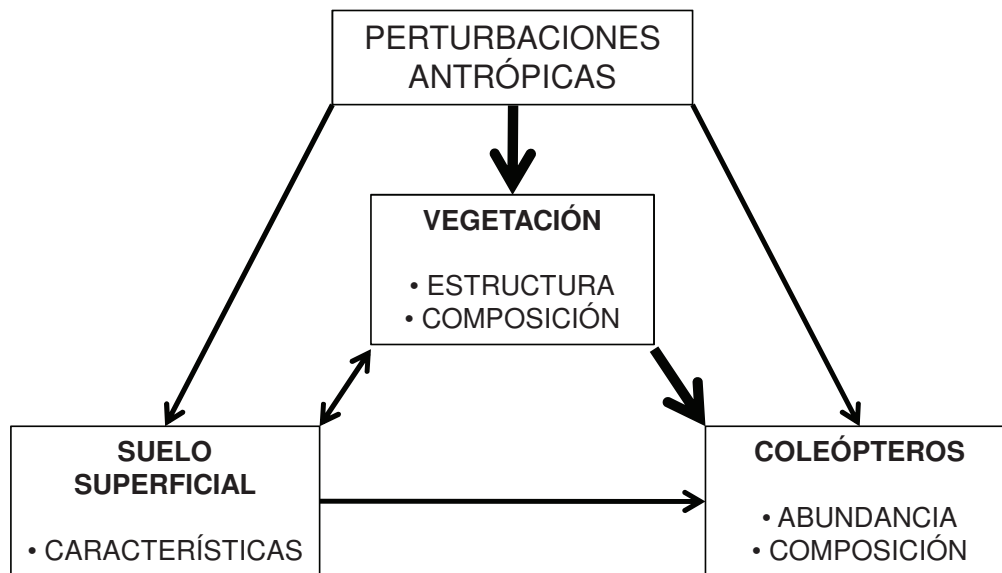 PERTURBACIONES
ANTRÓPICAS
VEGETACIÓN
• ESTRUCTURA
• COMPOSICIÓN
SUELO
SUPERFICIAL
• CARACTERÍSTICAS
COLEÓPTEROS
• ABUNDANCIA
• COMPOSICIÓN